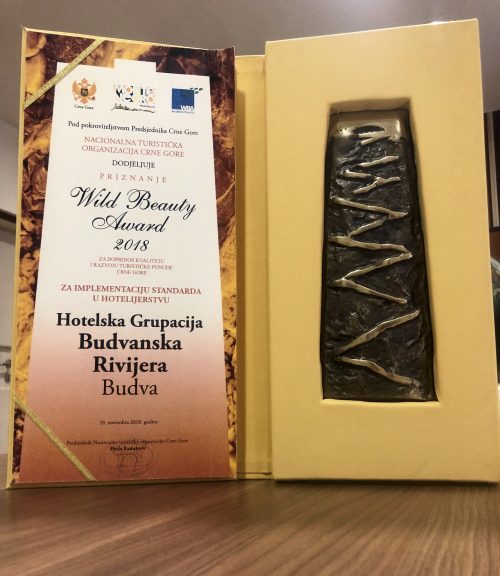 Crna Gora
WBA
Pod pokroviteljstvom Predsjednika Crne Gore
NACIONALNA TURISTIČKA
ORGANIZACIJA CRNE GORE
DODJELJUJE
PRIZNANJE
Wild Beauty
Award
2018
ZA DOPRINOS KVALITETU
I RAZVOJU TURISTIČKE PONUDE
CRNE GORE
ZA IMPLEMENTACIJU STANDARDA
U HOTELIJERSTVU
Hotelska Grupacija
Budvanska
Rivijera
Budva
29. novembra 2018. godine
Predsjednik Nacionalne turističke organizacije Crne Gore